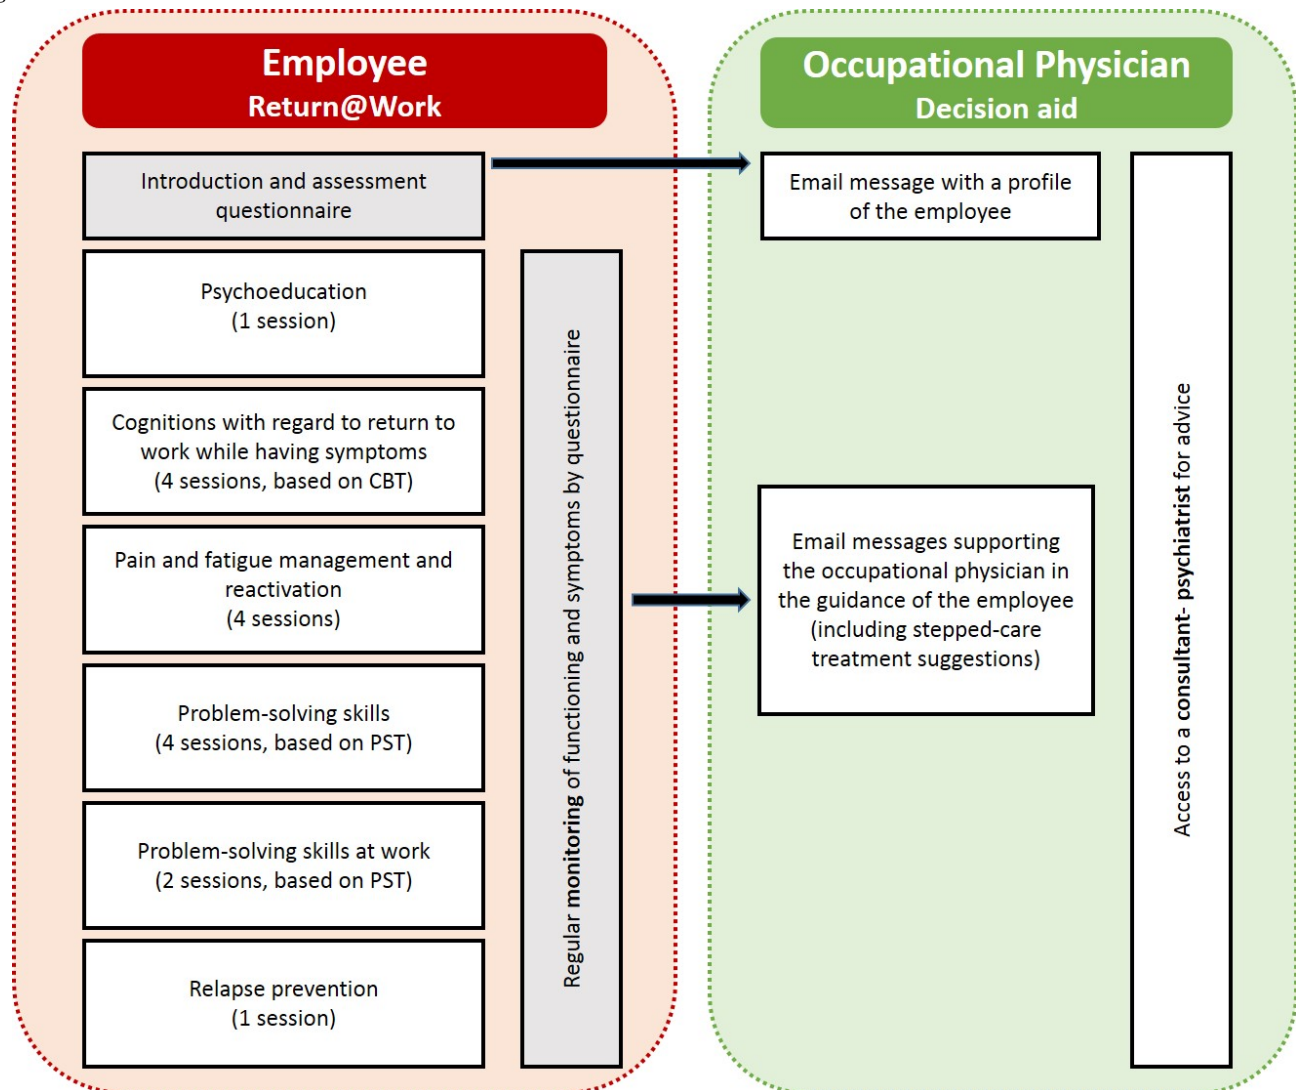 Employee
Return@Work
Introduction and assessment
questionnaire
Psychoeducation
(1 session)
Cognitions with regard to return to
work while having symptoms
(4 sessions, based on CBT)
Pain and fatigue management and
reactivation
(4 sessions)
Problem-solving skills
(4 sessions, based on PST)
Problem-solving skills at work
(2 sessions, based on PST)
Relapse prevention
(1 session)
Regular monitoring of functioning and symptoms by questionnaire
Occupational Physician
Decision aid
Email message with a profile
of the employee
Email messages supporting
the occupational physician in
the guidance of the employee
(including stepped-care
treatment suggestions)
Access to a consultant- psychiatrist for advice